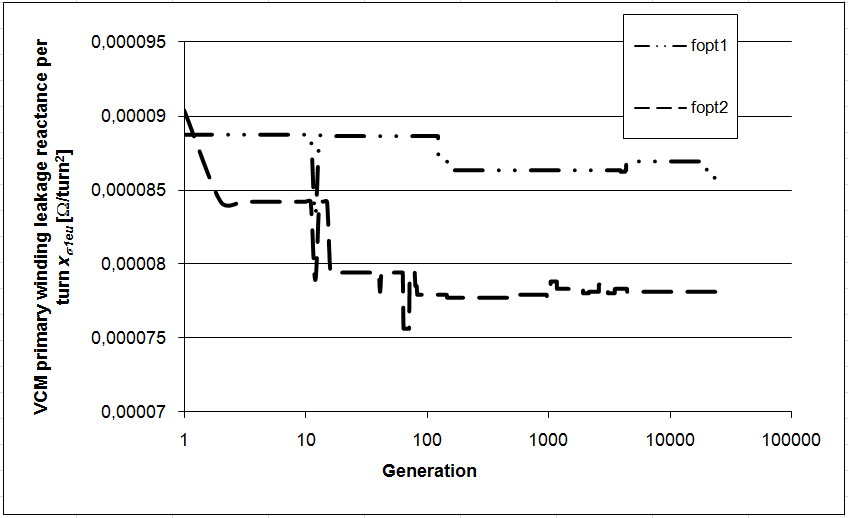 VCM primary winding leakage reactance per
turn xσ1eu [Ω/turn²]
0,000095
0,00009
0,000085
0,00008
0,000075
0,00007
1
10
100
1000
10000
100000
Generation
fopt1
fopt2